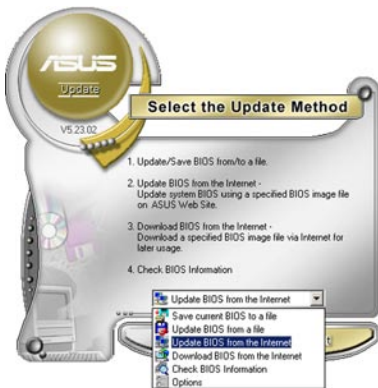 ASUS
Update
V5.23.02
Select the Update Method
1. Update/Save BIOS from/to a file.
2. Update BIOS from the Internet -
Update system BIOS using a specified BIOS image file
on ASUS Web Site.
3. Download BIOS from the Internet -
Download a specified BIOS image file via Internet for
later usage.
4. Check BIOS Information
Update BIOS from the Internet
Save current BIOS to a file
Update BIOS from a file
Update BIOS from the Internet
Download BIOS from the Internet
Check BIOS Information
Options